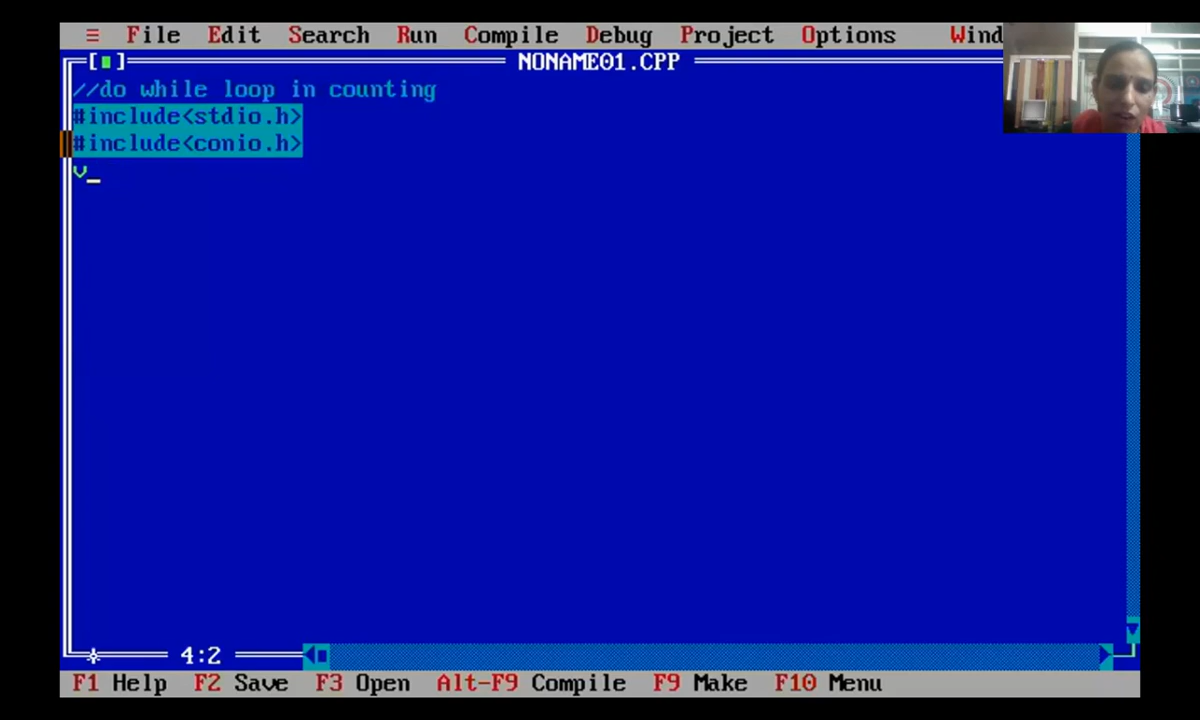 ≡ File Edit Search Run Compile Debug Project Options Wind
[■] NONAME01.CPP
//do while loop in counting
#include<stdio.h>
#include<conio.h>
v_
4:2
F1 Help F2 Save F3 Open Alt-F9 Compile F9 Make F10 Menu